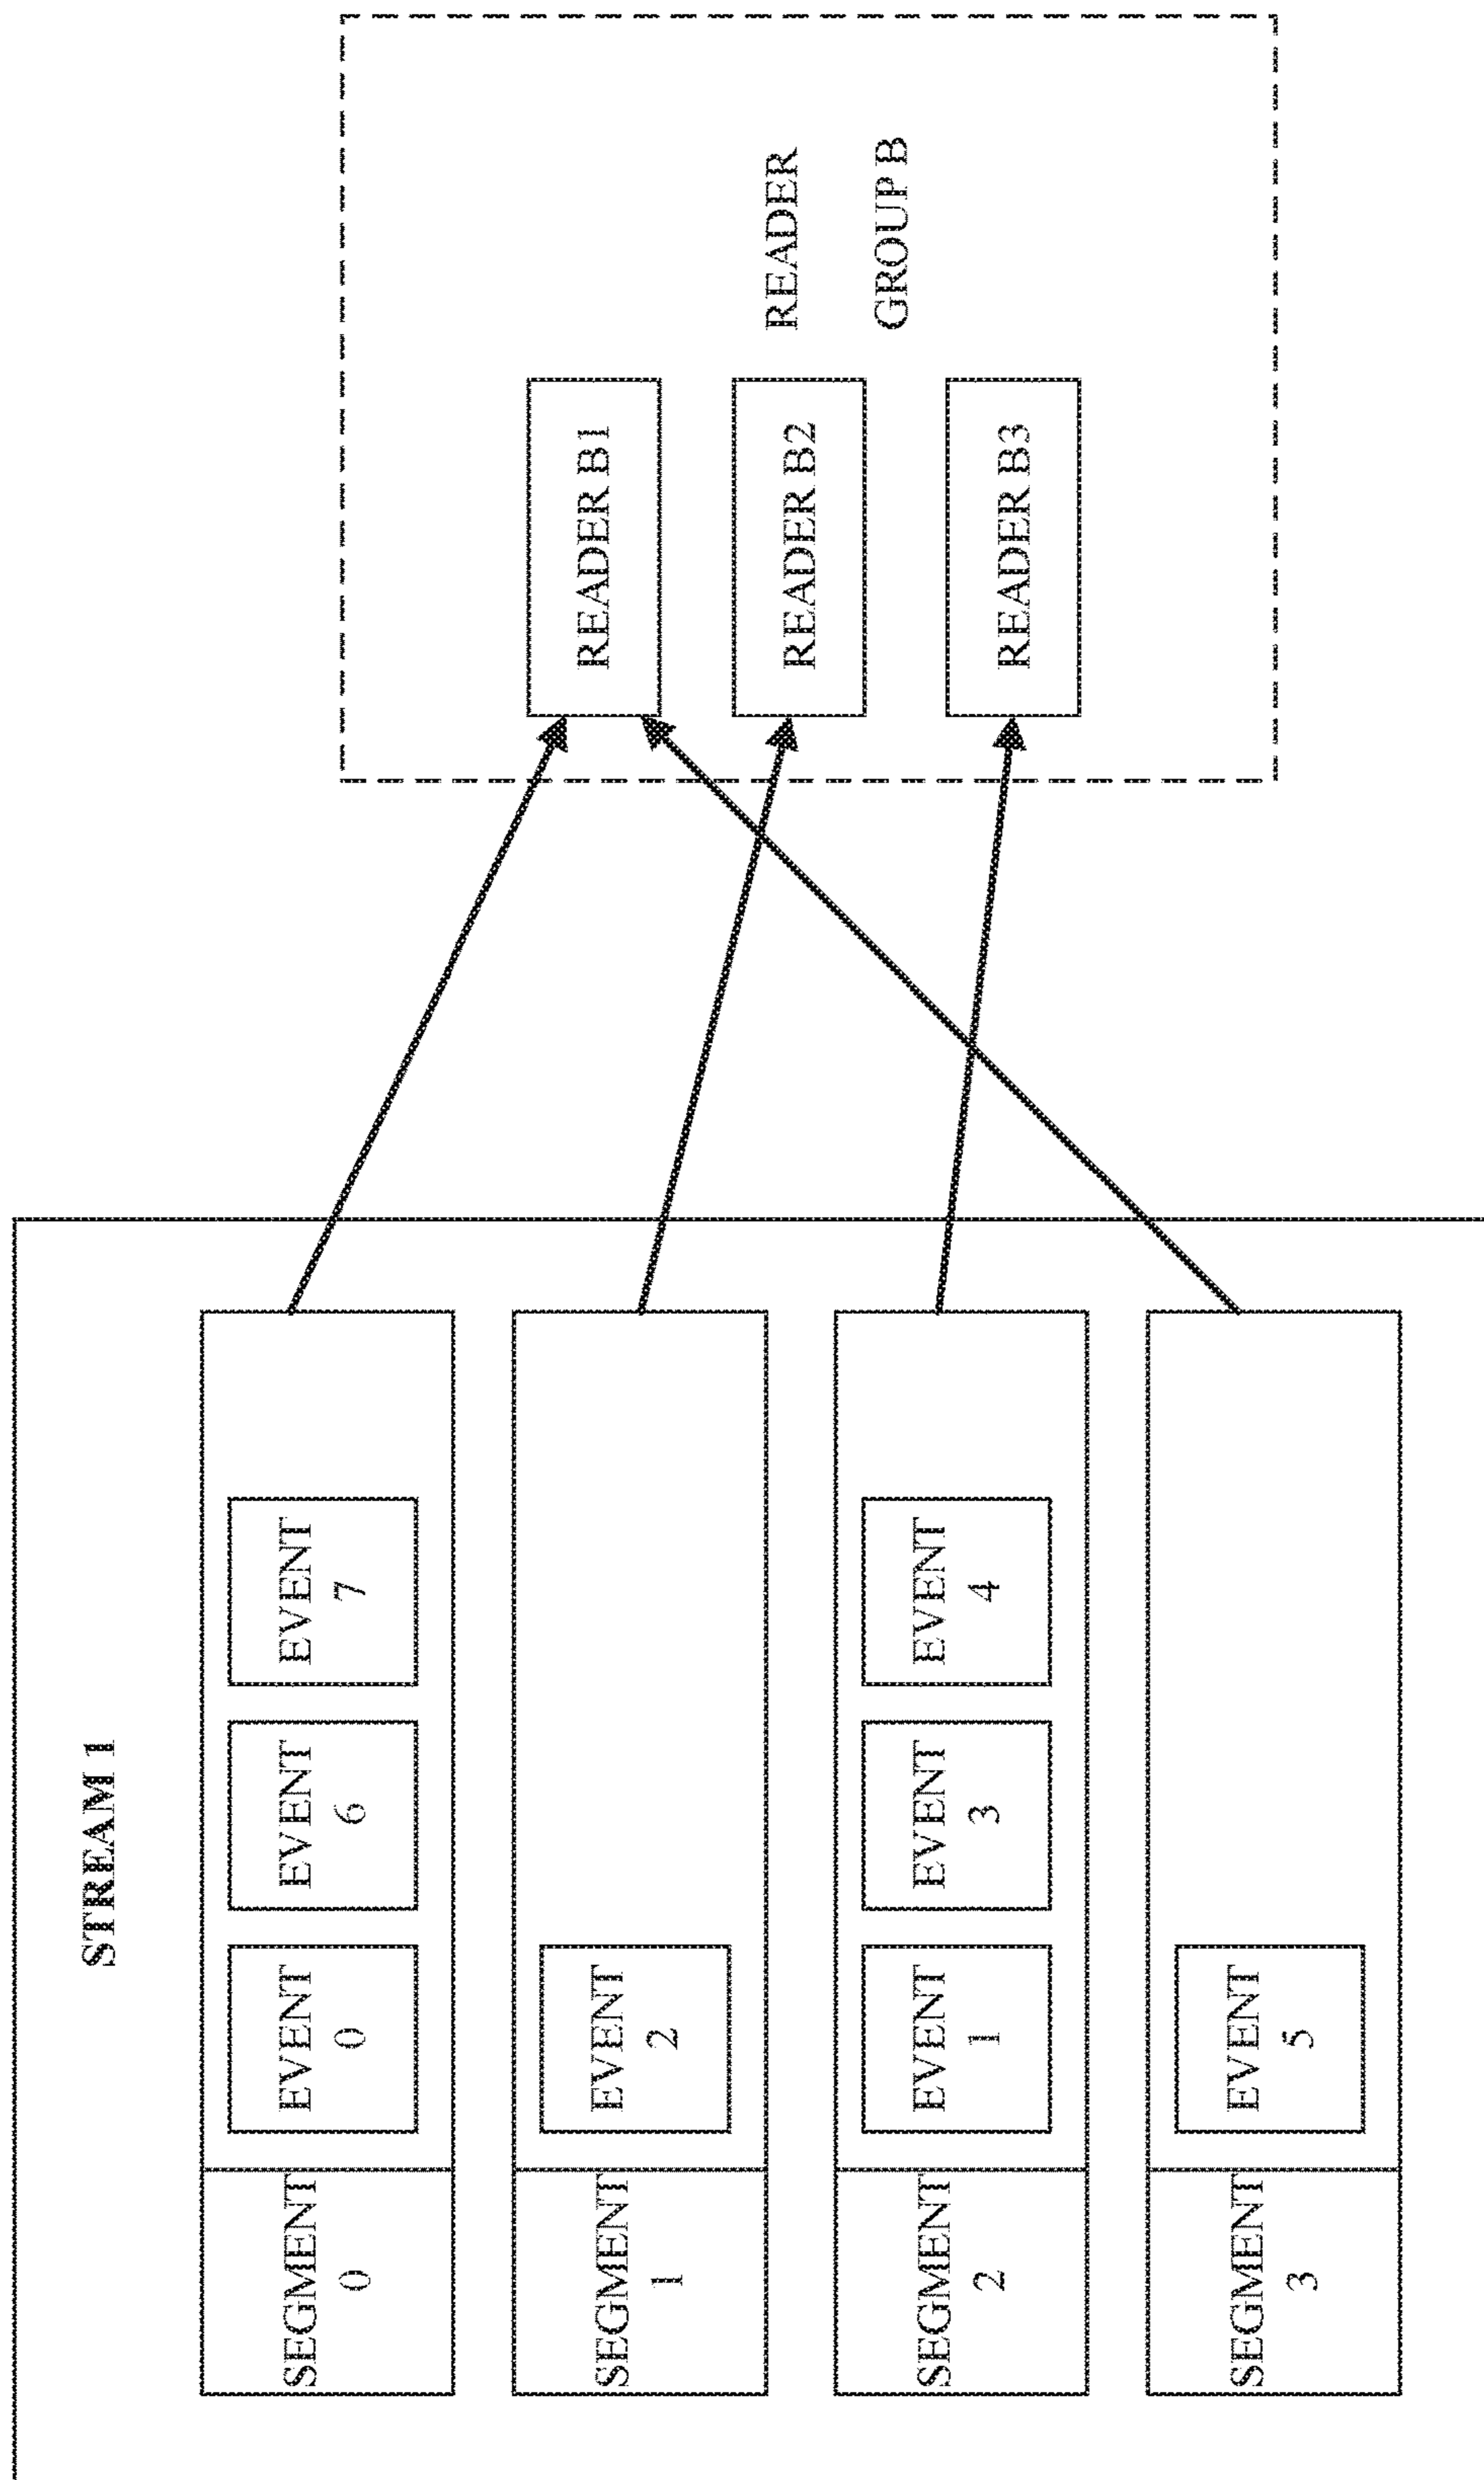 STREAM 1
SEGMENT
0
EVENT
0
EVENT
6
EVENT
7
SEGMENT
1
EVENT
2
SEGMENT
2
EVENT
1
EVENT
3
EVENT
4
SEGMENT
3
EVENT
5
READER B1
READER B2
READER B3
READER
GROUP B